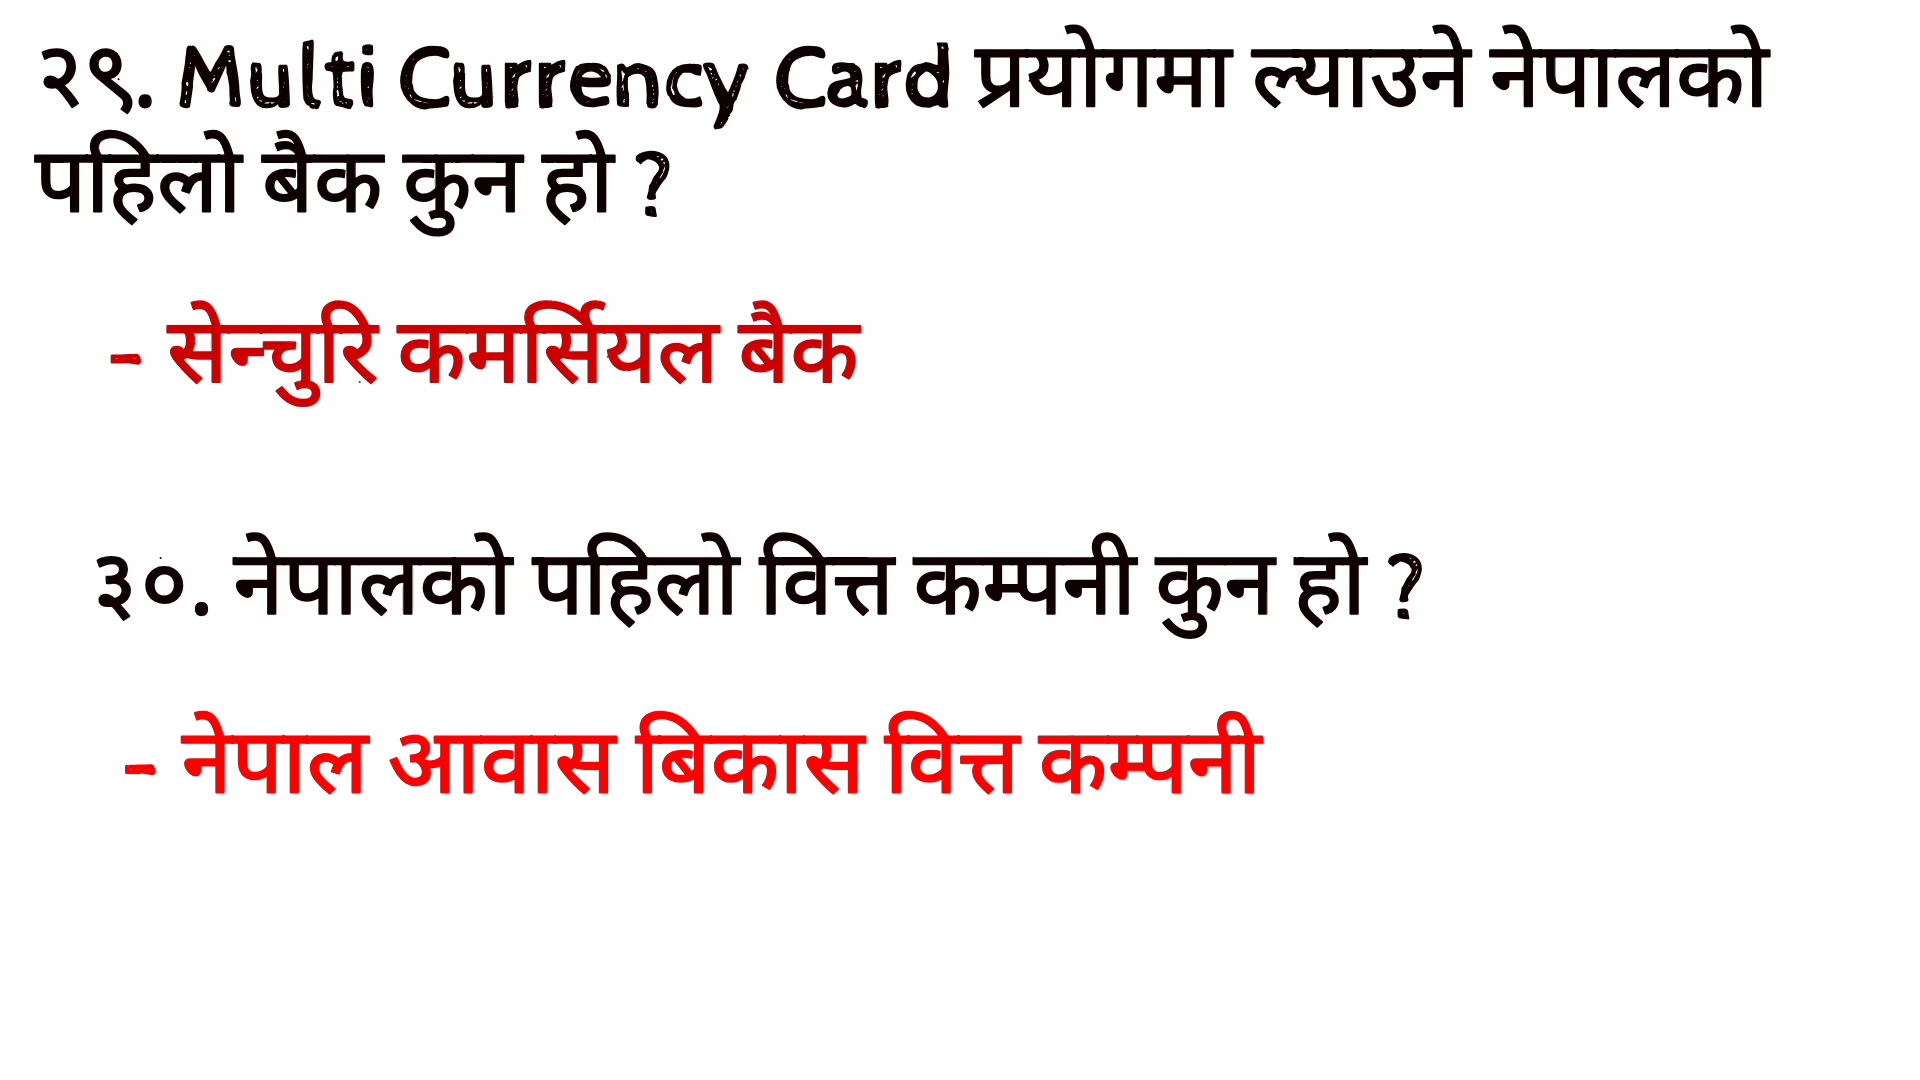 २९. Multi Currency Card प्रयोगमा ल्याउने नेपालको
पहिलो बैक कुन हो ?
- सेन्चुरि कमर्सियल बैक
३०. नेपालको पहिलो वित्त कम्पनी कुन हो ?
- नेपाल आवास बिकास वित्त कम्पनी